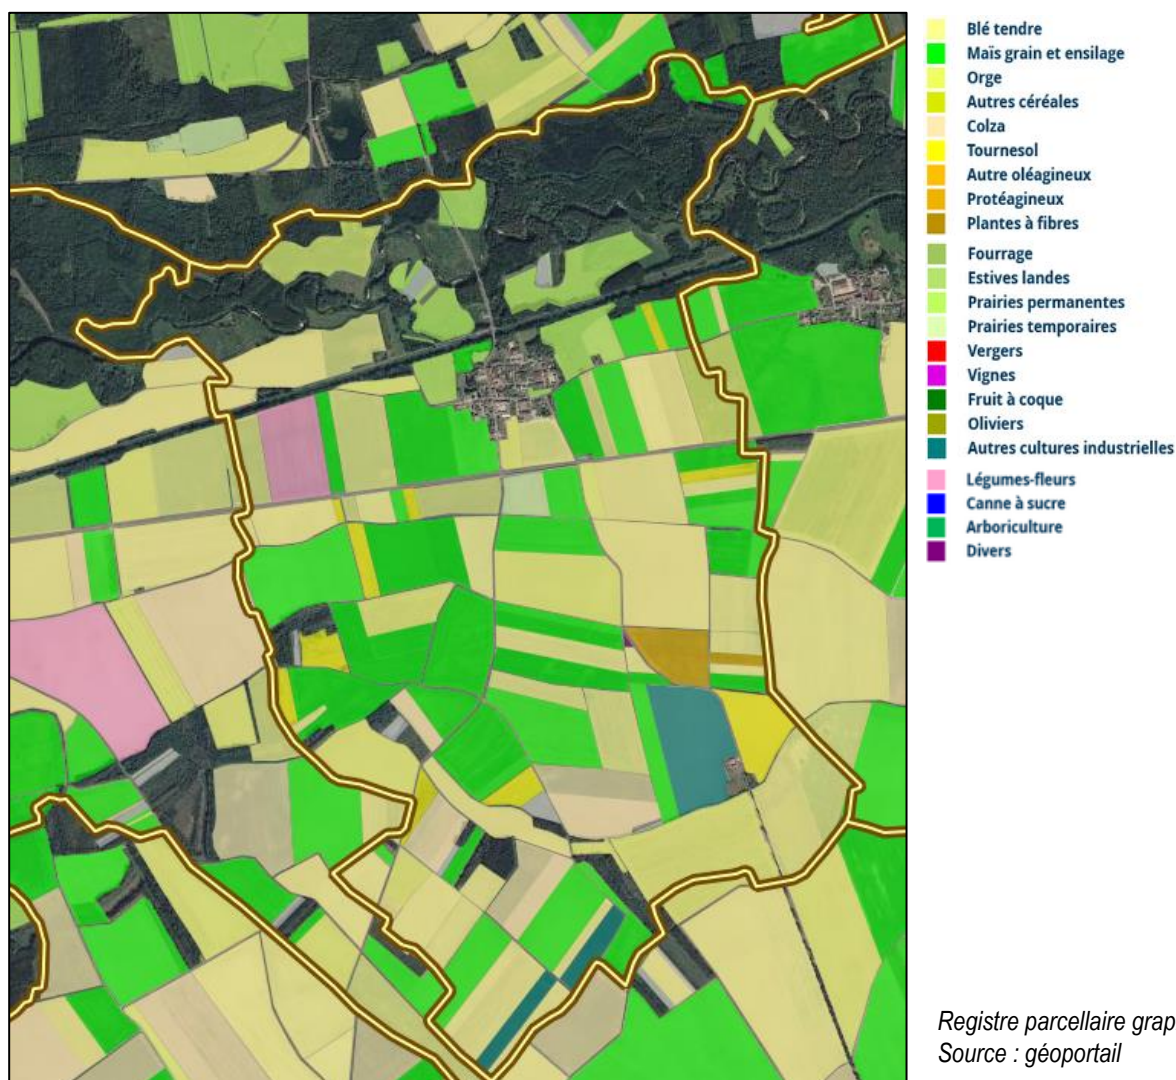 Blé tendre
Maïs grain et ensilage
Orge
Autres céréales
Colza
Tournesol
Autre oléagineux
Protéagineux
Plantes à fibres
Fourrage
Estives landes
Prairies permanentes
Prairies temporaires
Vergers
Vignes
Fruit à coque
Oliviers
Autres cultures industrielles
Légumes-fleurs
Canne à sucre
Arboriculture
Divers
Registre parcellaire grap
Source : géoportail